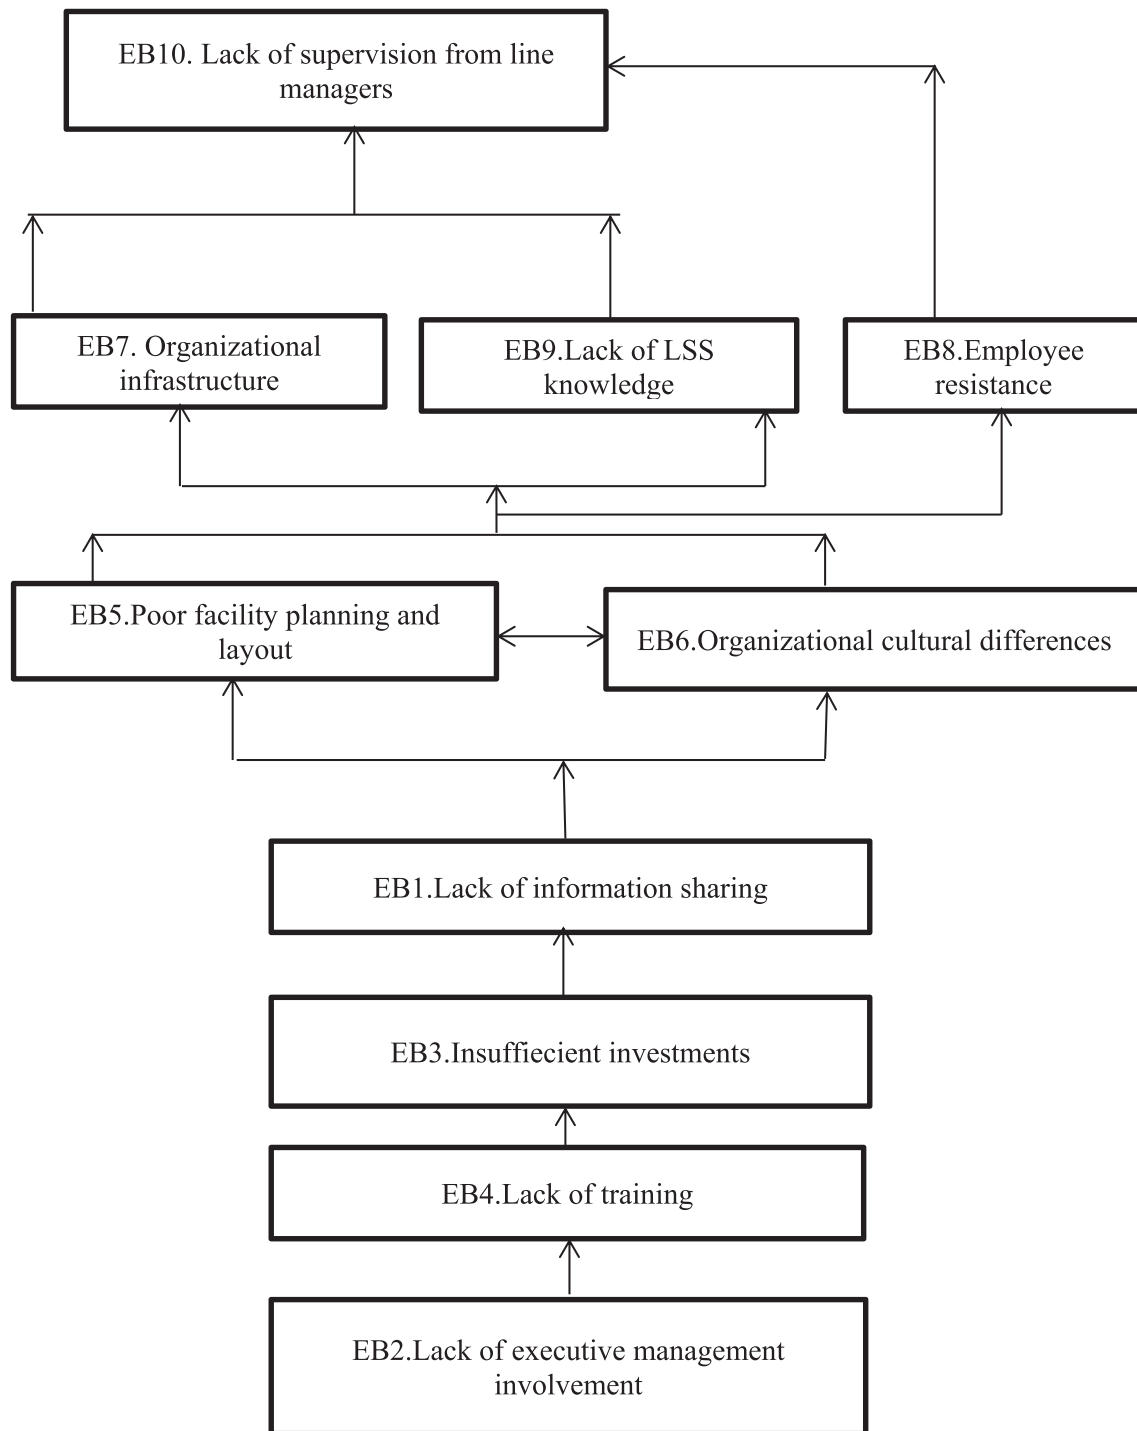 EB10. Lack of supervision from line
managers
EB7. Organizational
infrastructure
EB9.Lack of LSS
knowledge
EB8.Employee
resistance
EB5.Poor facility planning and
layout
EB6.Organizational cultural differences
EB1.Lack of information sharing
EB3.Insuffiecient investments
EB4.Lack of training
EB2.Lack of executive management
involvement